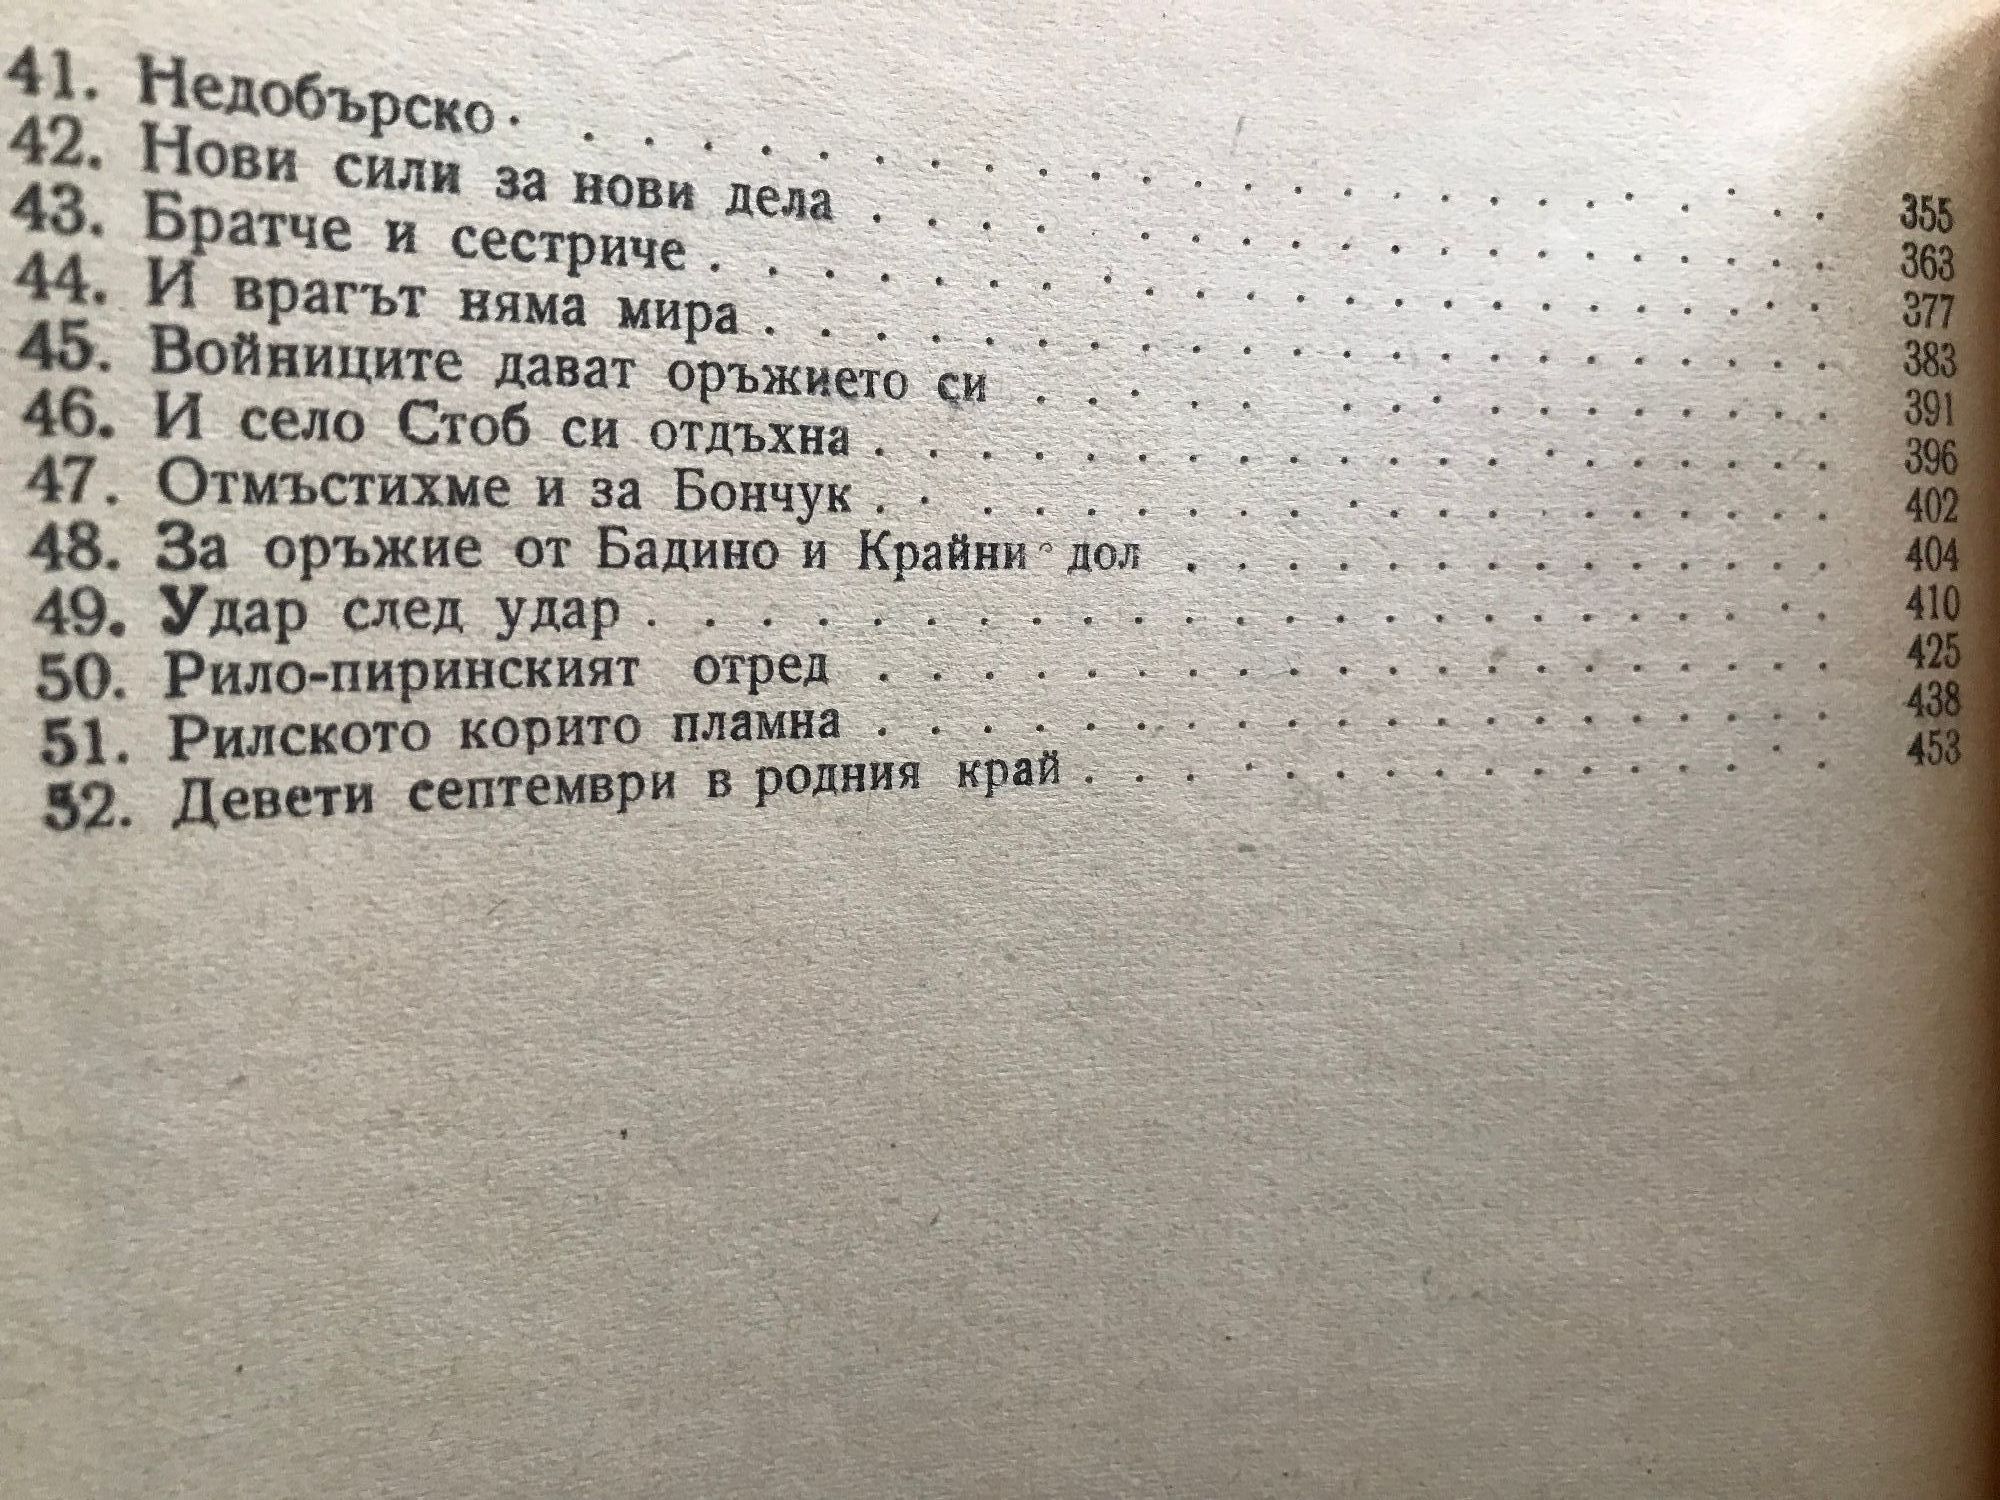 41. Недобърско . . . . . . . . . . . . . . . . . . . . . . 355
42. Нови сили за нови дела . . . . . . . . . . . . . . . . . 363
43. Братче и сестриче . . . . . . . . . . . . . . . . . . . . 377
44. И врагът няма мира . . . . . . . . . . . . . . . . . . . 383
45. Войниците дават оръжието си . . . . . . . . . . . . . . 391
46. И село Стоб си отдъхна . . . . . . . . . . . . . . . . . 396
47. Отмъстихме и за Бончук . . . . . . . . . . . . . . . . . 402
48. За оръжие от Бадино и Крайни дол . . . . . . . . . . . . 404
49. Удар след удар . . . . . . . . . . . . . . . . . . . . . 410
50. Рило-пиринският отред . . . . . . . . . . . . . . . . . 425
51. Рилското корито пламна . . . . . . . . . . . . . . . . . 438
52. Девети септември в родния край . . . . . . . . . . . . . 453